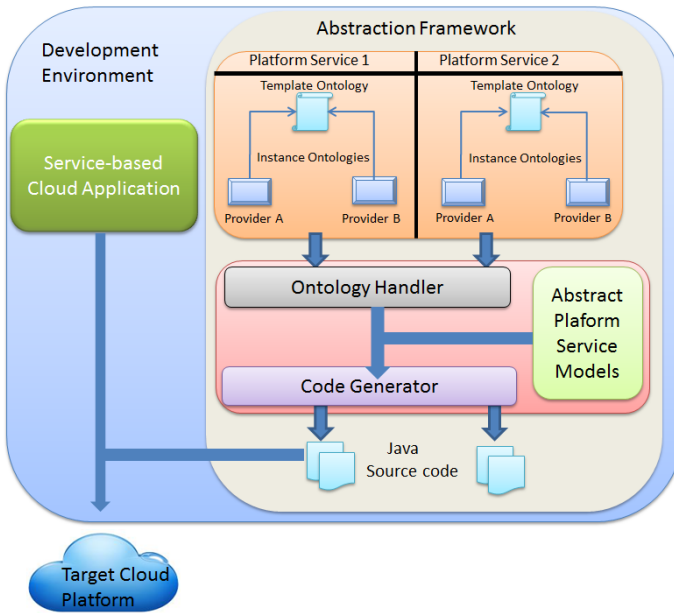 Abstraction Framework
Development
Environment
Platform Service 1
Platform Service 2
Template Ontology
Template Ontology
Instance Ontologies
Instance Ontologies
Provider A
Provider B
Provider A
Provider B
Service-based
Cloud Application
Ontology Handler
Abstract
Plaform
Service
Models
Code Generator
Java
Source code
Target Cloud
Platform